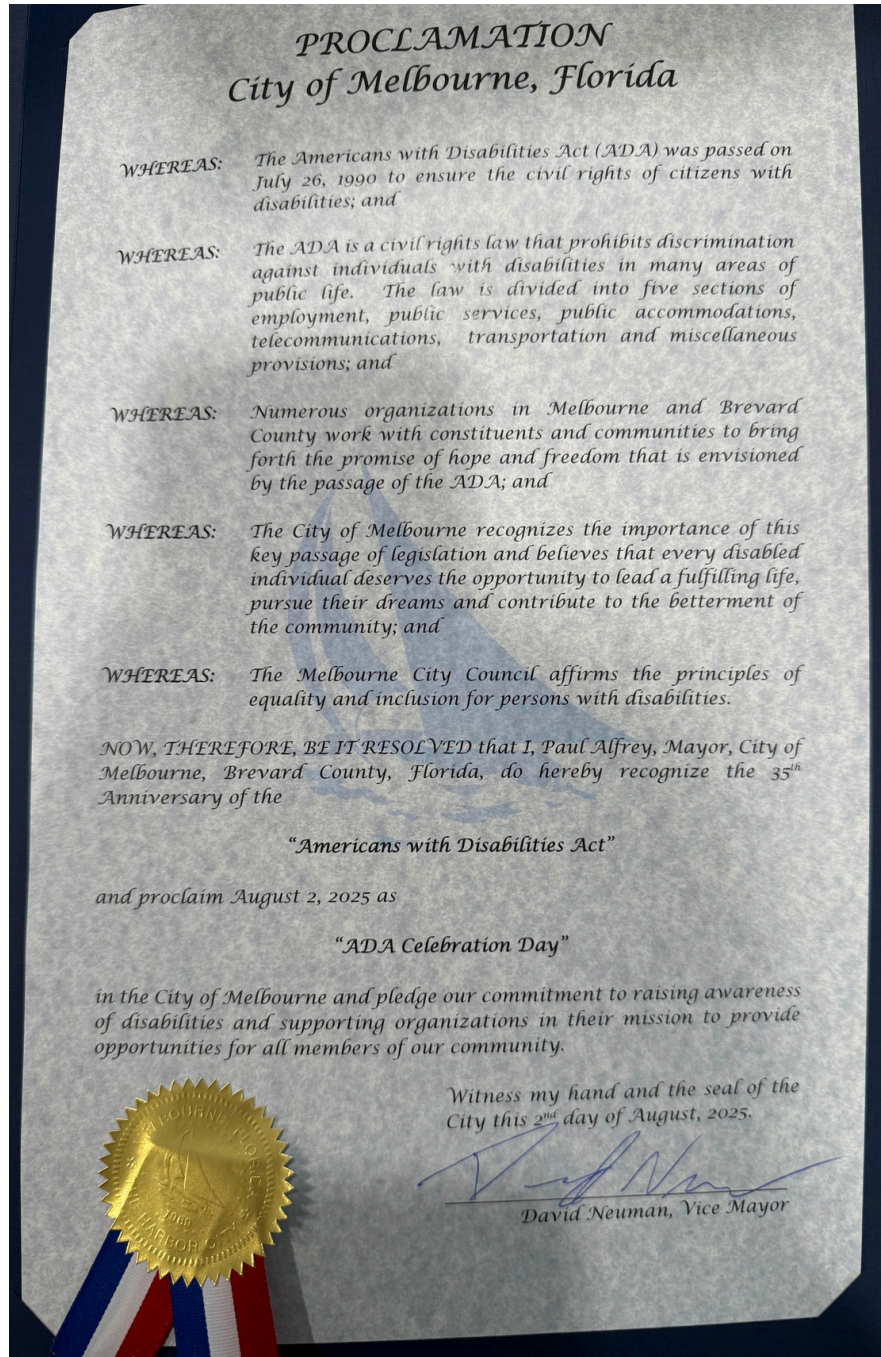 PROCLAMATION
City of Melbourne, Florida
WHEREAS: The Americans with Disabilities Act (ADA) was passed on
July 26, 1990 to ensure the civil rights of citizens with
disabilities; and
WHEREAS: The ADA is a civil rights law that prohibits discrimination
against individuals with disabilities in many areas of
public life. The law is divided into five sections of
employment, public services, public accommodations,
telecommunications, transportation and miscellaneous
provisions; and
WHEREAS: Numerous organizations in Melbourne and Brevard
County work with constituents and communities to bring
forth the promise of hope and freedom that is envisioned
by the passage of the ADA; and
WHEREAS: The City of Melbourne recognizes the importance of this
key passage of legislation and believes that every disabled
individual deserves the opportunity to lead a fulfilling life,
pursue their dreams and contribute to the betterment of
the community; and
WHEREAS: The Melbourne City Council affirms the principles of
equality and inclusion for persons with disabilities.
NOW, THEREFORE, BE IT RESOLVED that I, Paul Alfrey, Mayor, City of
Melbourne, Brevard County, Florida, do hereby recognize the 35th
Anniversary of the
"Americans with Disabilities Act"
and proclaim August 2, 2025 as
"ADA Celebration Day"
in the City of Melbourne and pledge our commitment to raising awareness
of disabilities and supporting organizations in their mission to provide
opportunities for all members of our community.
Witness my hand and the seal of the
City this 2nd day of August, 2025.
David Neuman, Vice Mayor
MELBOURNE, FLORIDA
HARBOR CITY